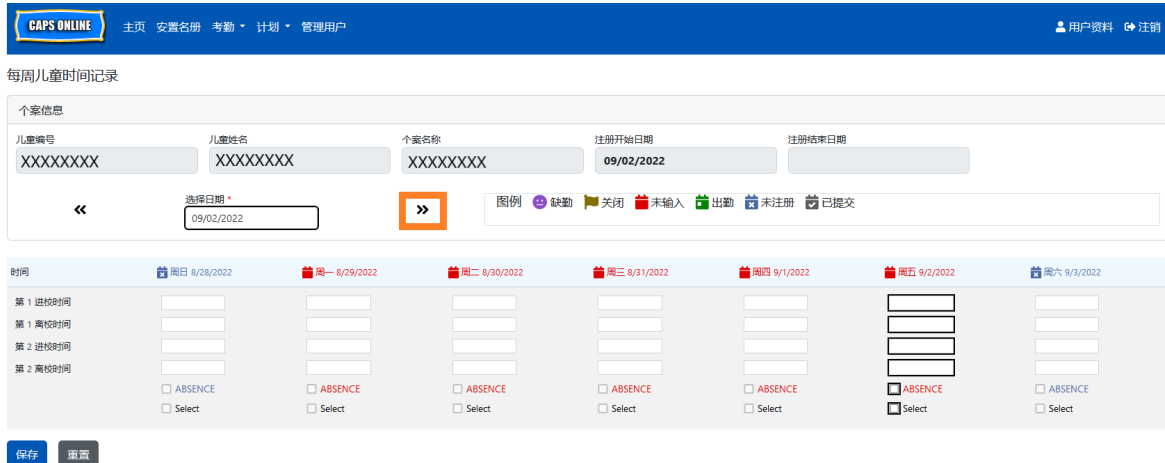 CAPS ONLINE 主页 安置名册 考勤 计划 管理用户 用户资料 注销
每周儿童时间记录
个案信息
儿童编号 儿童姓名 个案名称 注册开始日期 注册结束日期
XXXXXXXX XXXXXXXX XXXXXXXX 09/02/2022
选择日期 *
« 09/02/2022 » 图例 缺勤 关闭 未输入 出勤 未注册 已提交
时间 周日 8/28/2022 周一 8/29/2022 周二 8/30/2022 周三 8/31/2022 周四 9/1/2022 周五 9/2/2022 周六 9/3/2022
第 1 进校时间
第 1 离校时间
第 2 进校时间
第 2 离校时间
ABSENCE ABSENCE ABSENCE ABSENCE ABSENCE ABSENCE ABSENCE
Select Select Select Select Select Select Select
保存 重置